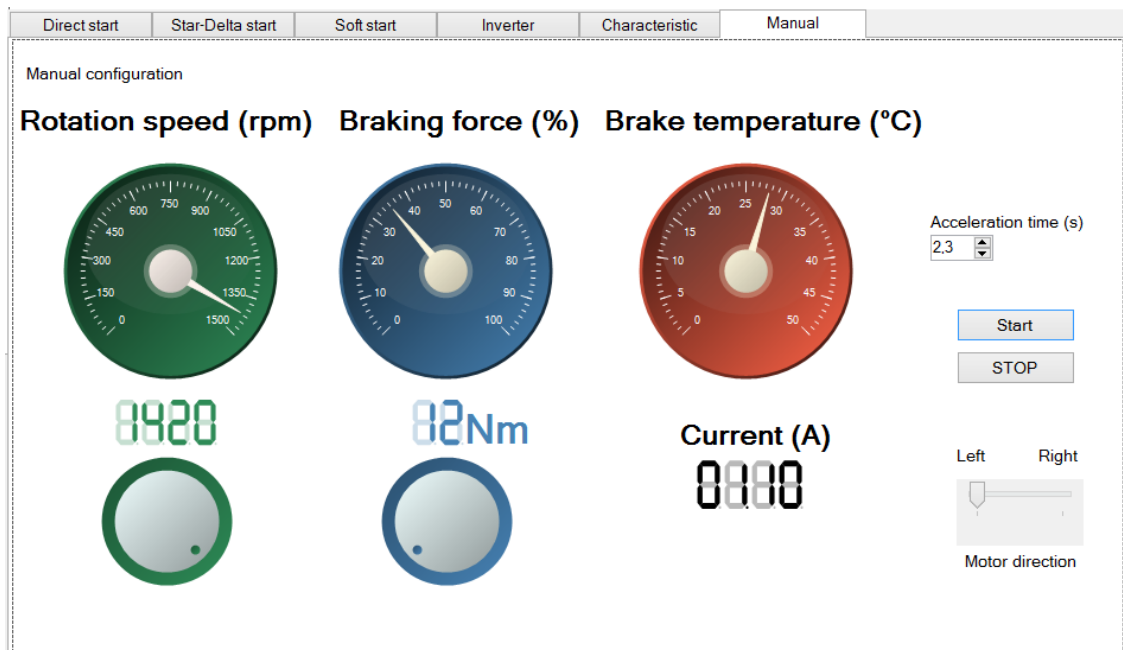 Direct start Star-Delta start Soft start Inverter Characteristic Manual
Manual configuration
Rotation speed (rpm) Braking force (%) Brake temperature (°C)
0 150 300 450 600 750 900 1050 1200 1350 1500
0 10 20 30 40 50 60 70 80 90 100
0 5 10 15 20 25 30 35 40 45 50
Acceleration time (s)
2,3
Start
STOP
1420
12Nm
Current (A)
01.10
Left Right
Motor direction